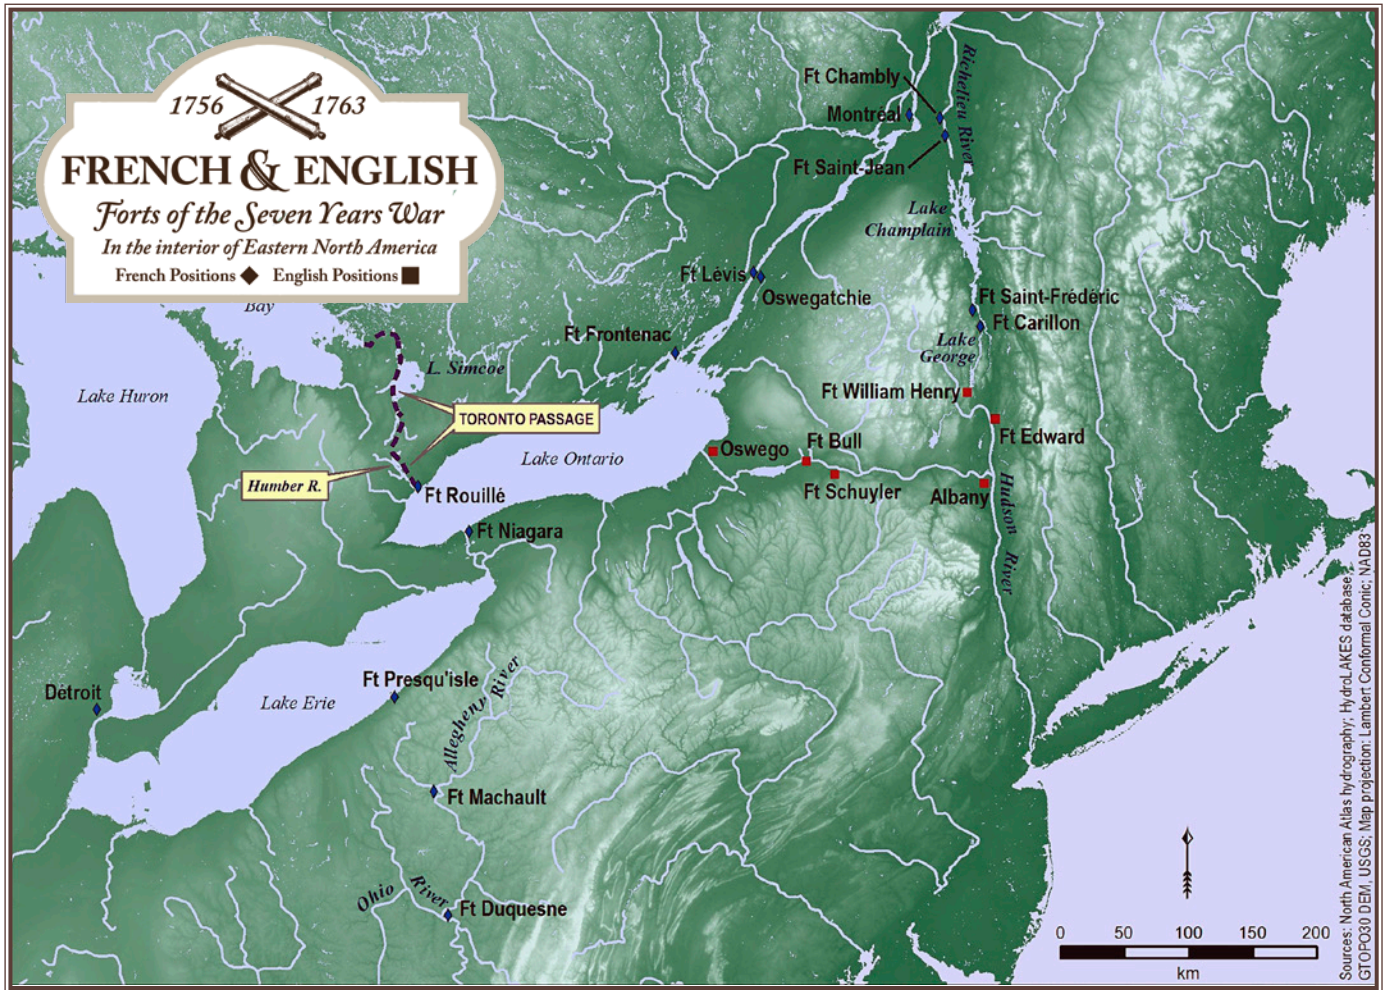 1756 1763
FRENCH & ENGLISH
Forts of the Seven Years War
In the interior of Eastern North America
French Positions English Positions
Richelieu River
Ft Chambly
Montréal
Ft Saint-Jean
Lake
Champlain
Ft Lévis
Oswegatchie
Ft Saint-Frédéric
Ft Carillon
Bay
Ft Frontenac
Lake
George
L. Simcoe
Lake Huron
Ft William Henry
TORONTO PASSAGE
Ft Edward
Oswego
Ft Bull
Lake Ontario
Humber R.
Ft Rouillé
Ft Schuyler
Albany
Hudson River
Ft Niagara
Ft Presqu'isle
Allegheny River
Détroit
Lake Erie
Ft Machault
Ohio River
Ft Duquesne
0 50 100 150 200
km
Sources: North American Atlas hydrography; HydroLAKES database;
GTOPO30 DEM, USGS; Map projection: Lambert Conformal Conic; NAD83